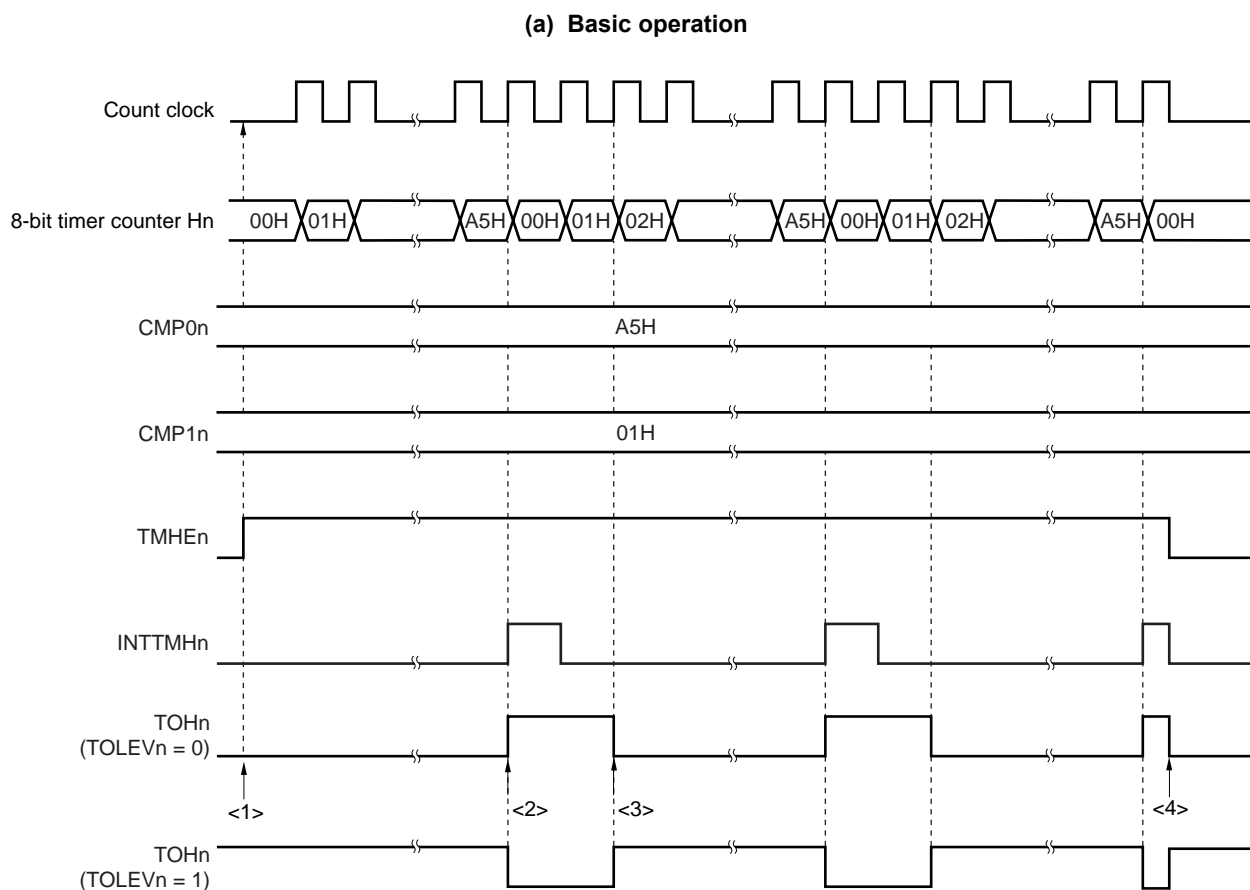 (a) Basic operation
Count clock
8-bit timer counter Hn
00H 01H A5H 00H 01H 02H A5H 00H 01H 02H A5H 00H
CMP0n
A5H
CMP1n
01H
TMHEn
INTTMHn
TOHn
(TOLEVn = 0)
<1> <2> <3> <4>
TOHn
(TOLEVn = 1)